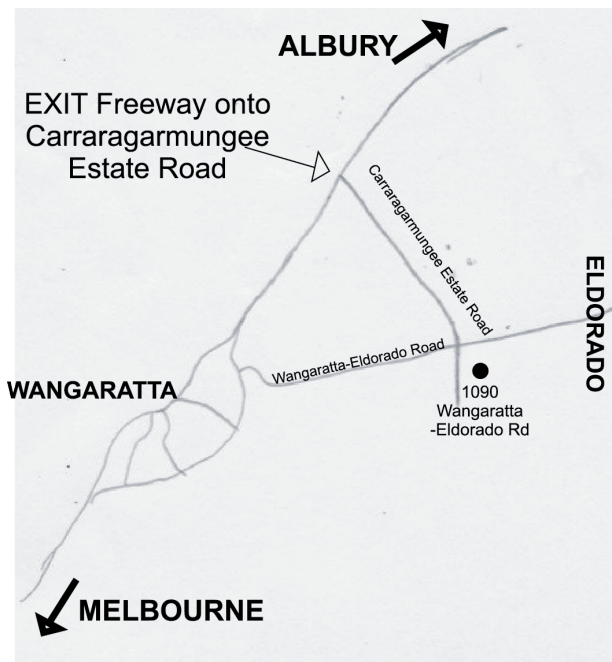 ALBURY
EXIT Freeway onto
Carraragarmungee
Estate Road
Carraragarmungee Estate Road
ELDORADO
Wangaratta-Eldorado Road
WANGARATTA
1090
Wangaratta
-Eldorado Rd
MELBOURNE